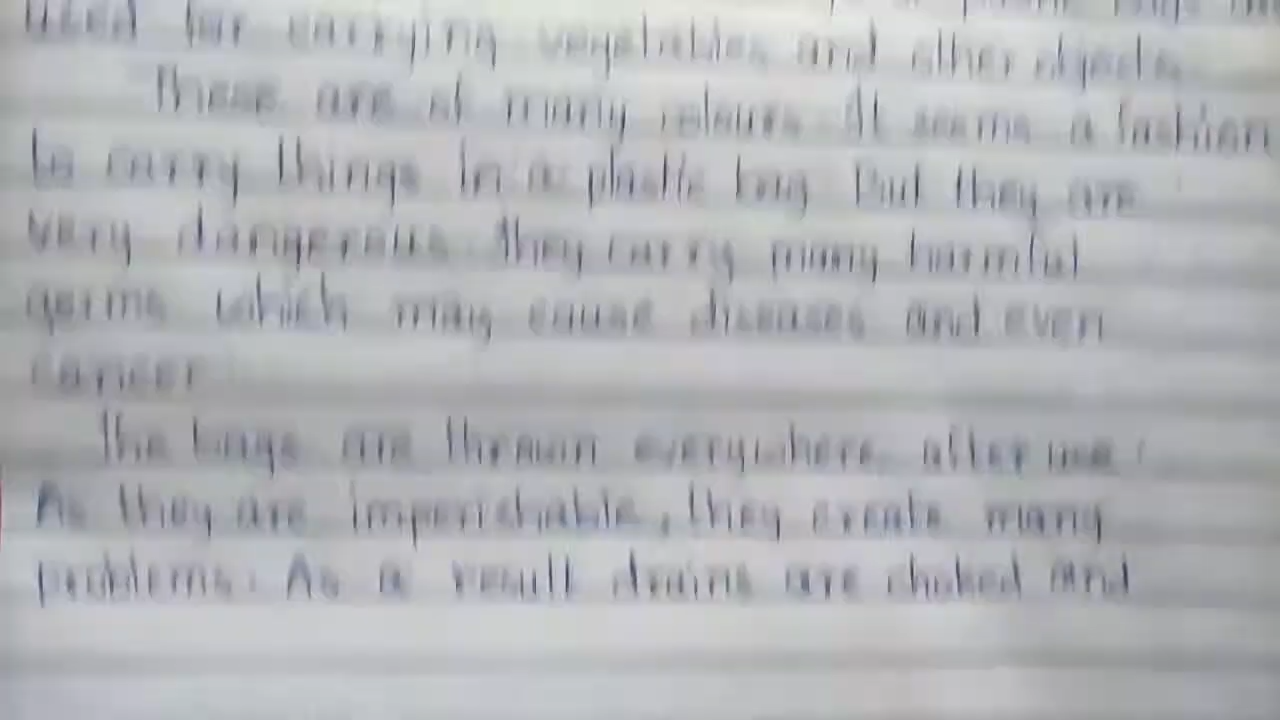 used for carrying vegetables and other objects.
These are of many colours. It seems a fashion
to carry things in a plastic bag. But they are
very dangerous. They carry many harmful
germs which may cause diseases and even
cancer.
The bags are thrown everywhere after use.
As they are imperishable, they create many
problems. As a result drains are choked and